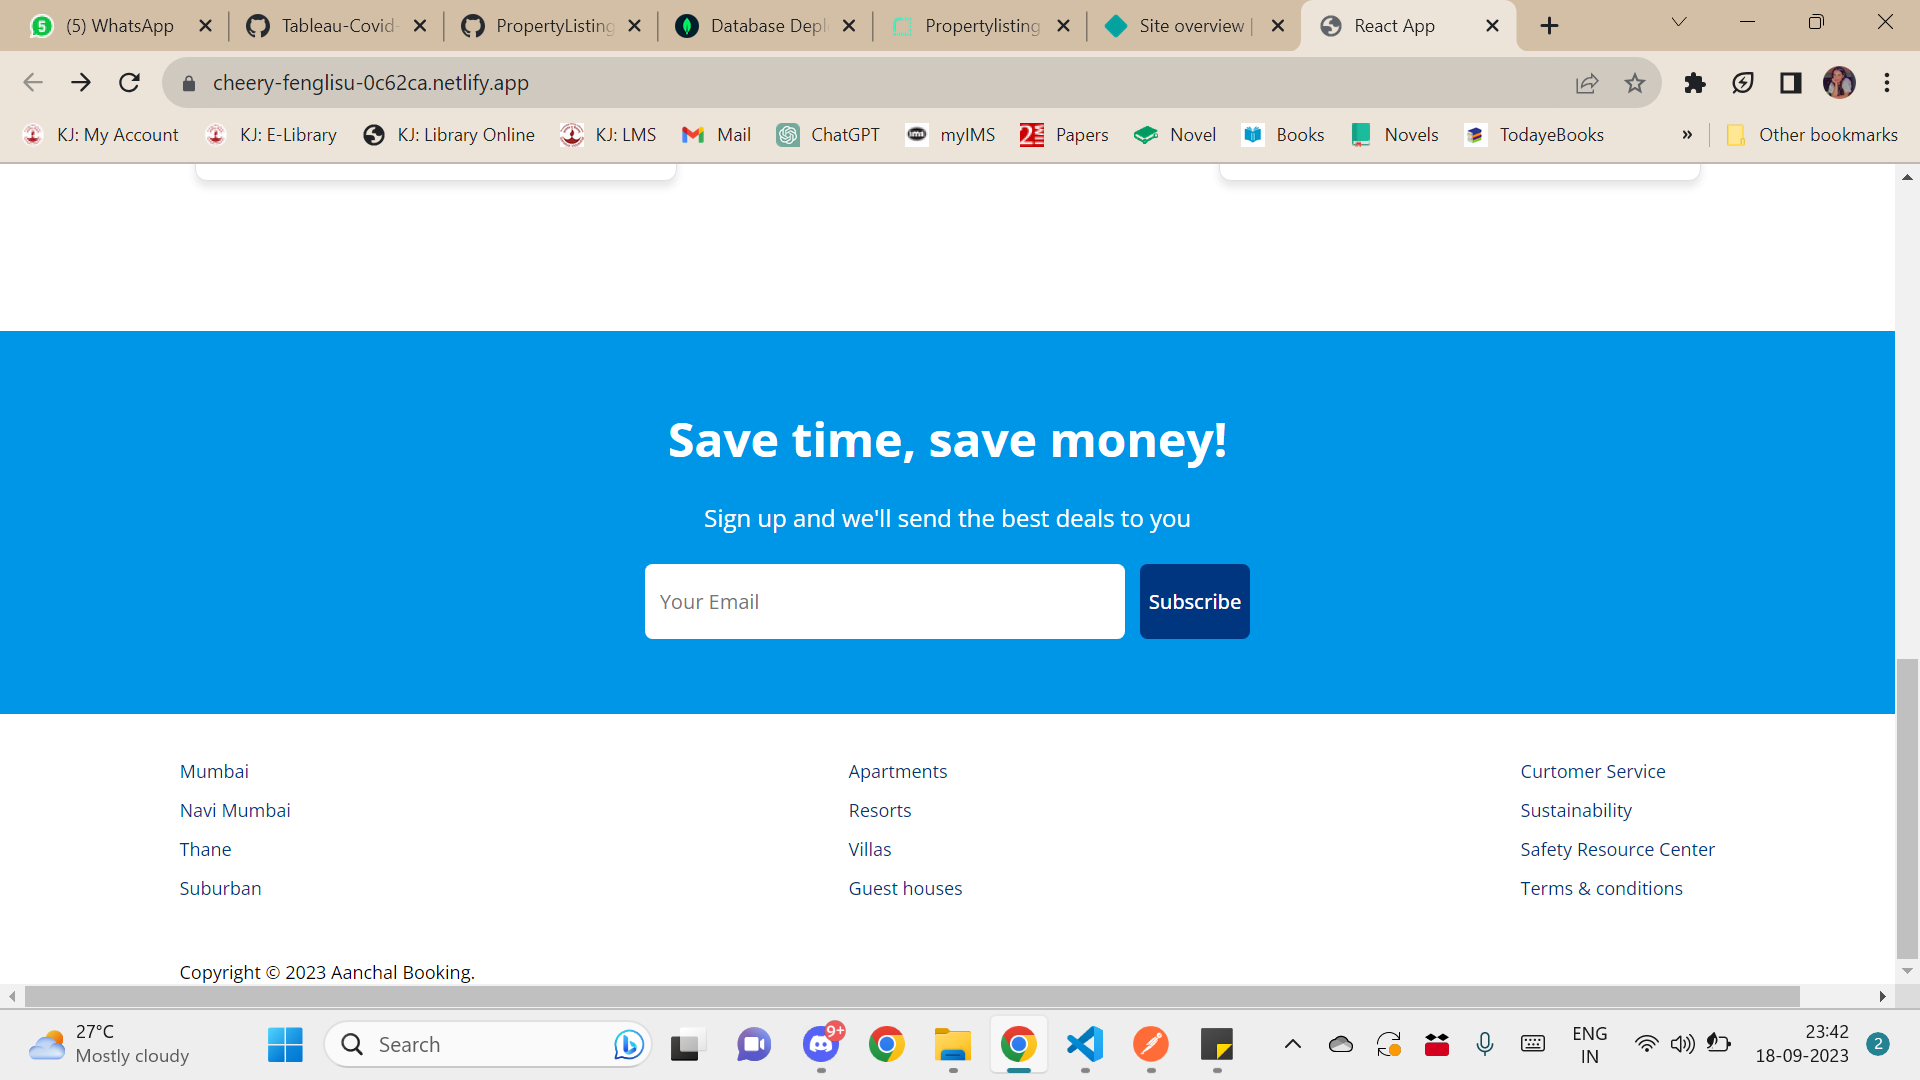 (5) WhatsApp
Tableau-Covid-
PropertyListing
Database Depl
Propertylisting
Site overview |
React App
cheery-fenglisu-0c62ca.netlify.app
KJ: My Account
KJ: E-Library
KJ: Library Online
KJ: LMS
Mail
ChatGPT
myIMS
Papers
Novel
Books
Novels
TodayeBooks
»
Other bookmarks
Save time, save money!
Sign up and we'll send the best deals to you
Your Email
Subscribe
Mumbai
Navi Mumbai
Thane
Suburban
Apartments
Resorts
Villas
Guest houses
Curtomer Service
Sustainability
Safety Resource Center
Terms & conditions
Copyright © 2023 Aanchal Booking.
27°C
Mostly cloudy
Search
9+
ENG
IN
23:42
18-09-2023
2